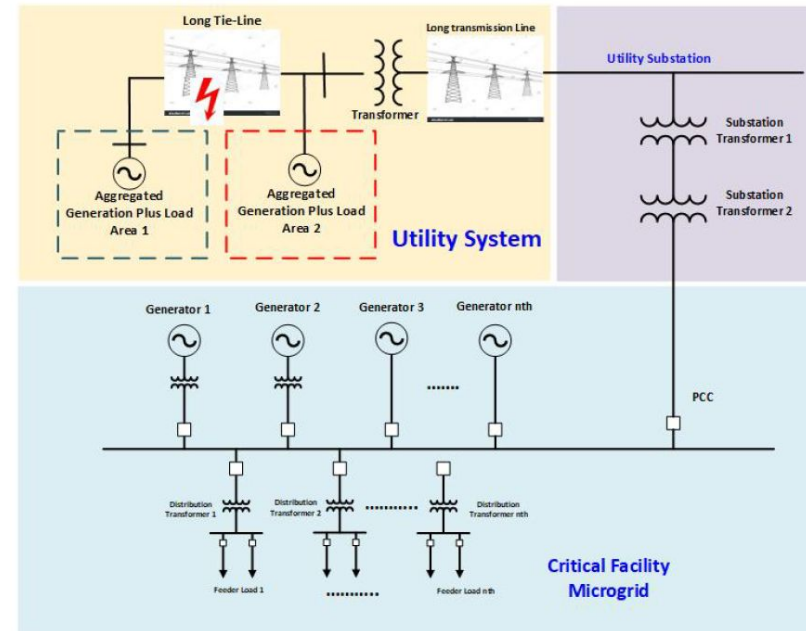 Long Tie-Line
Long transmission Line
Utility Substation
Transformer
Substation
Transformer 1
Aggregated
Generation Plus Load
Area 1
Aggregated
Generation Plus Load
Area 2
Substation
Transformer 2
Utility System
Generator 1
Generator 2
Generator 3
Generator nth
.......
PCC
Distribution
Transformer 1
Distribution
Transformer 2
...........
Distribution
Transformer nth
Feeder Load 1
...........
Feeder Load nth
Critical Facility
Microgrid